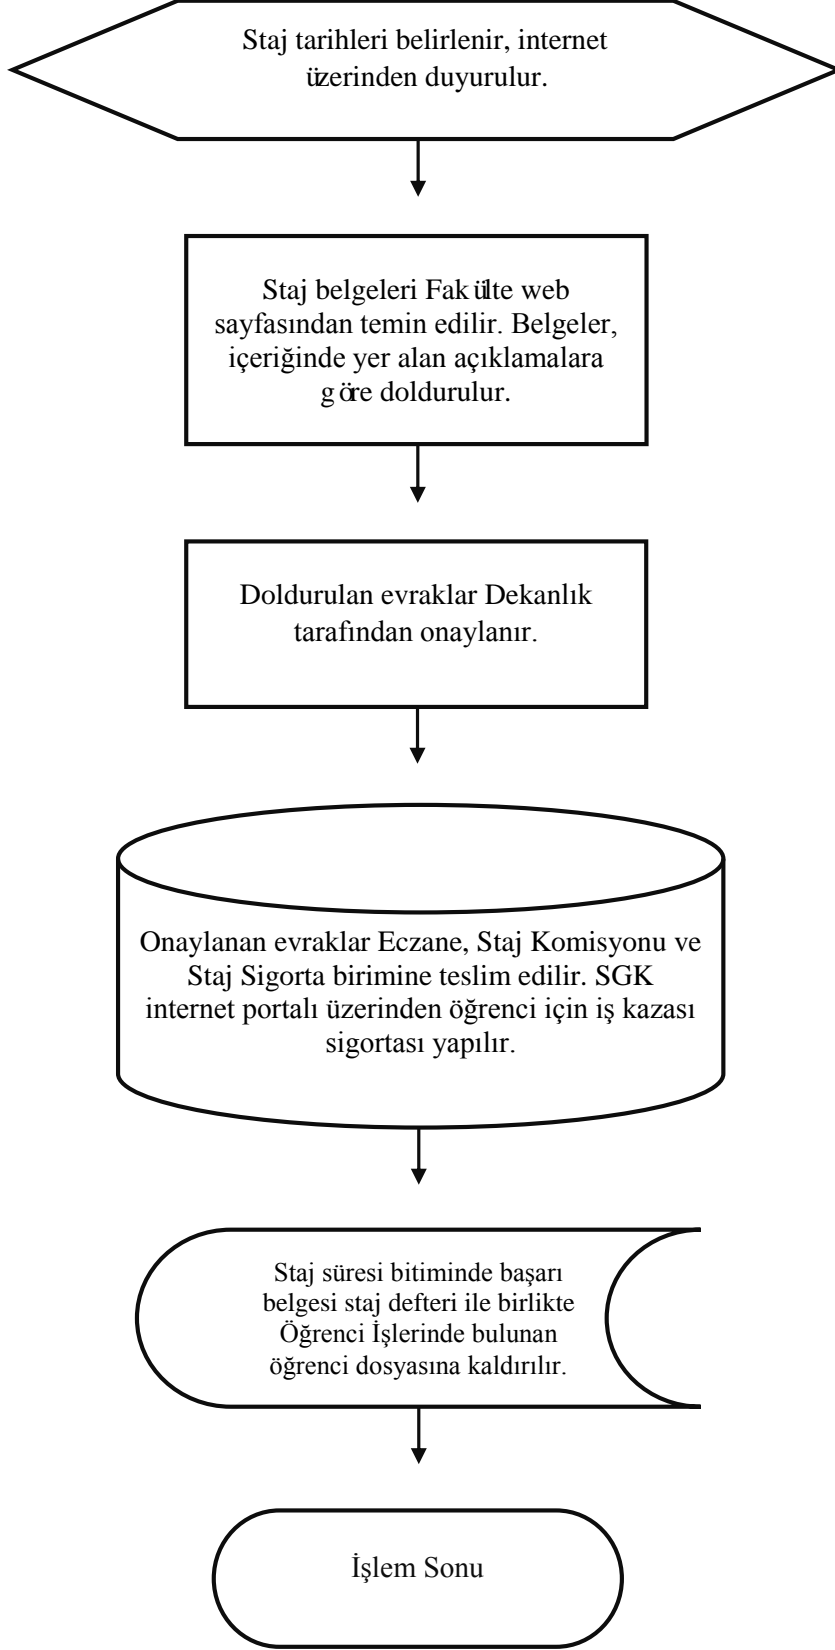 Staj tarihleri belirlenir, internet
üzerinden duyurulur.
Staj belgeleri Fakülte web
sayfasından temin edilir. Belgeler,
içeriğinde yer alan açıklamalara
göre doldurulur.
Doldurulan evraklar Dekanlık
tarafından onaylanır.
Onaylanan evraklar Eczane, Staj Komisyonu ve
Staj Sigorta birimine teslim edilir. SGK
internet portalı üzerinden öğrenci için iş kazası
sigortası yapılır.
Staj süresi bitiminde başarı
belgesi staj defteri ile birlikte
Öğrenci İşlerinde bulunan
öğrenci dosyasına kaldırılır.
İşlem Sonu